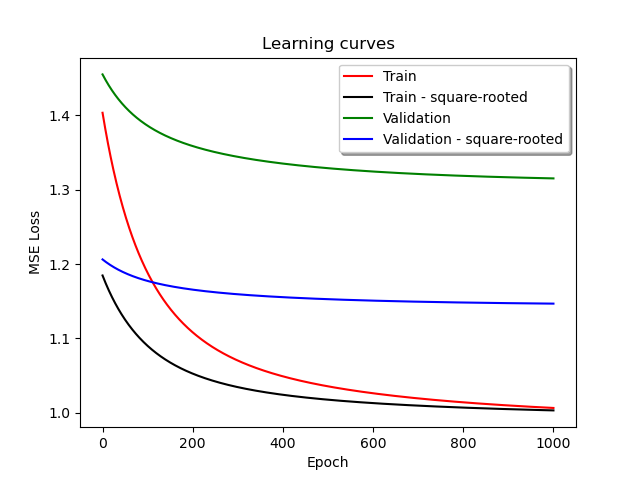 Learning curves
Train
Train - square-rooted
Validation
Validation - square-rooted
MSE Loss
1.4
1.3
1.2
1.1
1.0
0 200 400 600 800 1000
Epoch